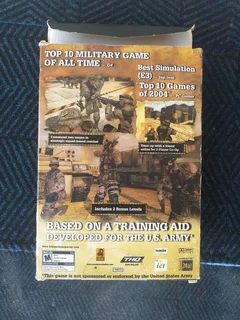 TOP 10 MILITARY GAME
OF ALL TIME
Best Simulation
(E3)
Top 10 Games
of 2004
Command two teams in
strategic squad-based combat
Team up with a friend
online for 2 Player Co-Op
Includes 2 Bonus Levels
BASED ON A TRAINING AID
DEVELOPED FOR THE U.S. ARMY
THQ
This game is not sponsored or endorsed by the United States Army